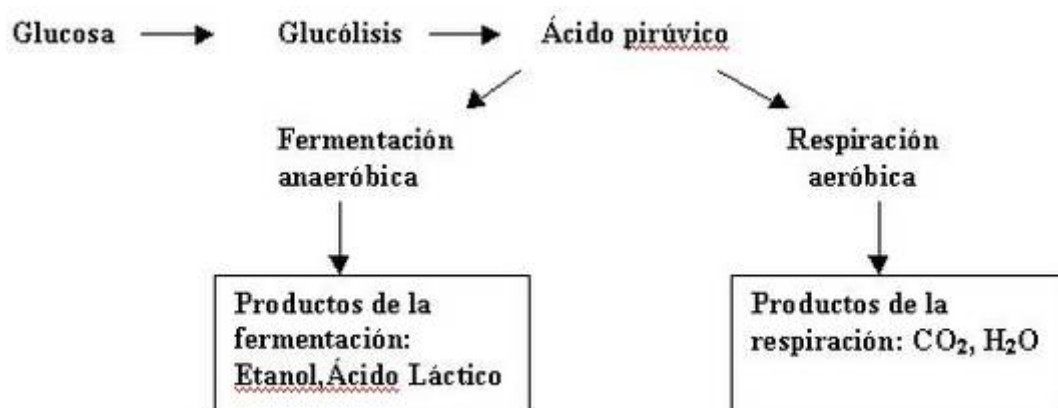 Glucosa Glucólisis Ácido pirúvico
Fermentación
anaeróbica
Respiración
aeróbica
Productos de la
fermentación:
Etanol,Ácido Láctico
Productos de la
respiración: CO₂, H₂O